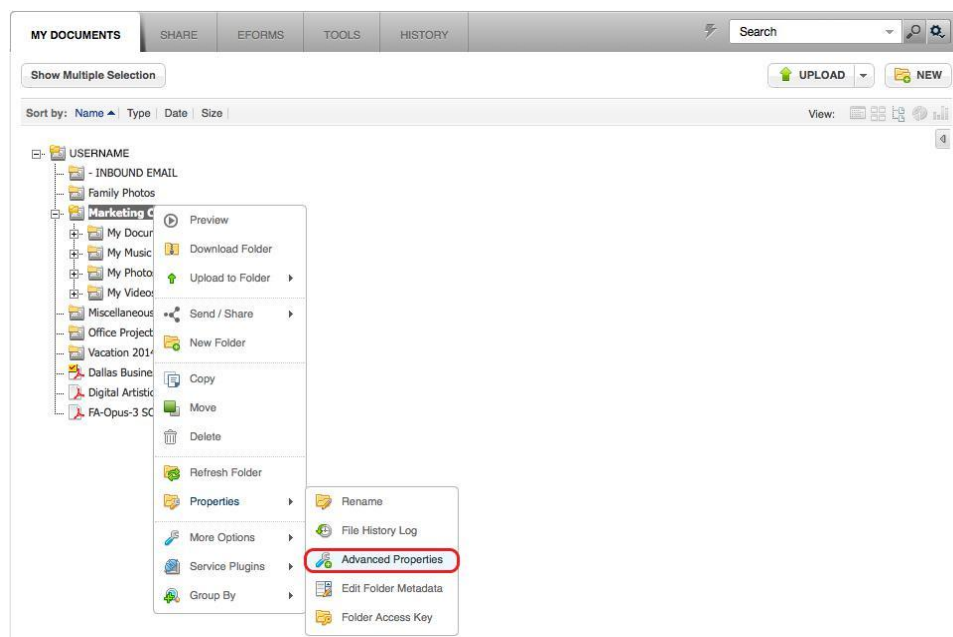 MY DOCUMENTS SHARE EFORMS TOOLS HISTORY Search
Show Multiple Selection UPLOAD NEW
Sort by: Name Type Date Size View:
USERNAME
- INBOUND EMAIL
Family Photos
Marketing
My Docum
My Music
My Photo
My Videos
Miscellaneous
Office Project
Vacation 2014
Dallas Busine
Digital Artistic
FA-Opus-3 SC
Preview
Download Folder
Upload to Folder
Send / Share
New Folder
Copy
Move
Delete
Refresh Folder
Properties
More Options
Service Plugins
Group By
Rename
File History Log
Advanced Properties
Edit Folder Metadata
Folder Access Key